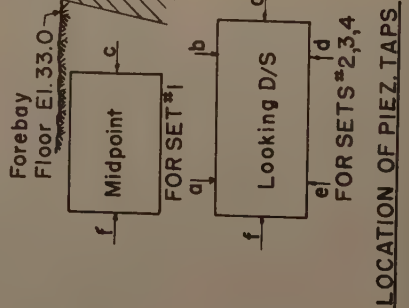 Forebay
Floor El. 33.0
f
Midpoint
c
FOR SET #1
a
b
f
Looking D/S
e
d
FOR SETS #2,3,4
LOCATION OF PIEZ. TAPS